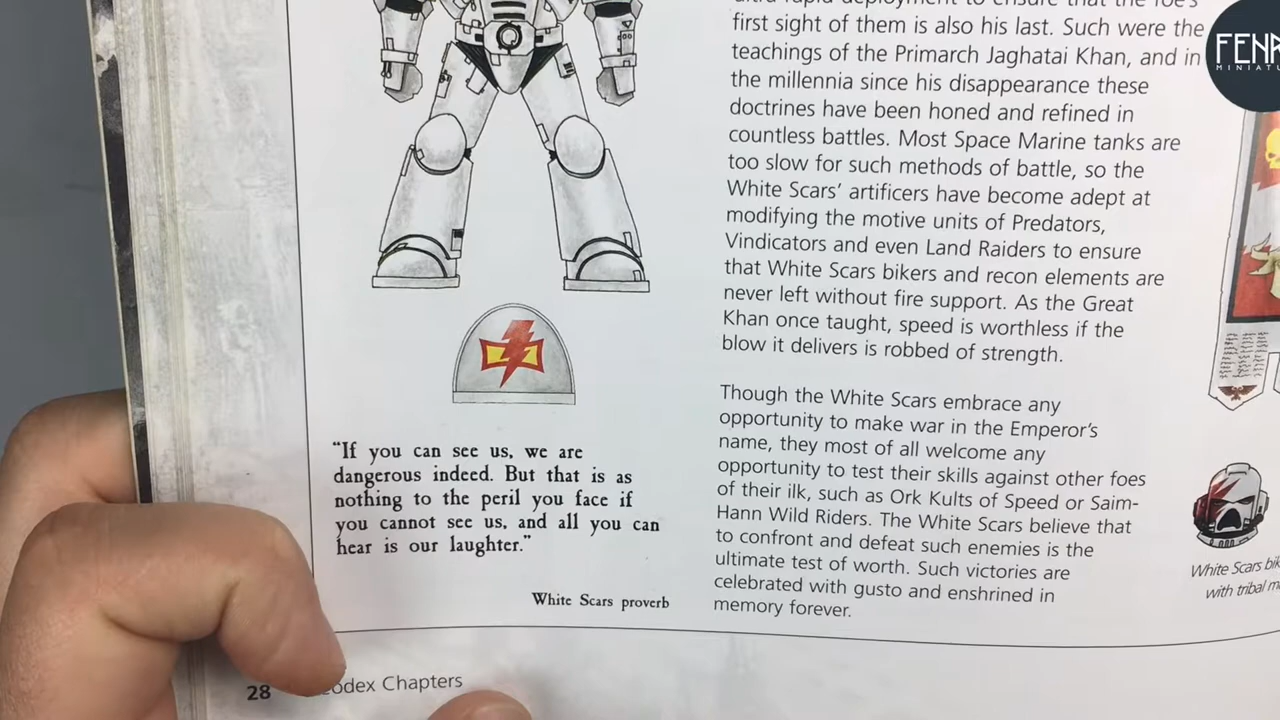 ultra-rapid deployment to ensure that the foe's
first sight of them is also his last. Such were the
teachings of the Primarch Jaghatai Khan, and in
the millennia since his disappearance these
doctrines have been honed and refined in
countless battles. Most Space Marine tanks are
too slow for such methods of battle, so the
White Scars' artificers have become adept at
modifying the motive units of Predators,
Vindicators and even Land Raiders to ensure
that White Scars bikers and recon elements are
never left without fire support. As the Great
Khan once taught, speed is worthless if the
blow it delivers is robbed of strength.
Though the White Scars embrace any
opportunity to make war in the Emperor's
name, they most of all welcome any
opportunity to test their skills against other foes
of their ilk, such as Ork Kults of Speed or Saim-
Hann Wild Riders. The White Scars believe that
to confront and defeat such enemies is the
ultimate test of worth. Such victories are
celebrated with gusto and enshrined in
memory forever.
"If you can see us, we are
dangerous indeed. But that is as
nothing to the peril you face if
you cannot see us, and all you can
hear is our laughter."
White Scars proverb
White Scars
with tribal
28
Chapters